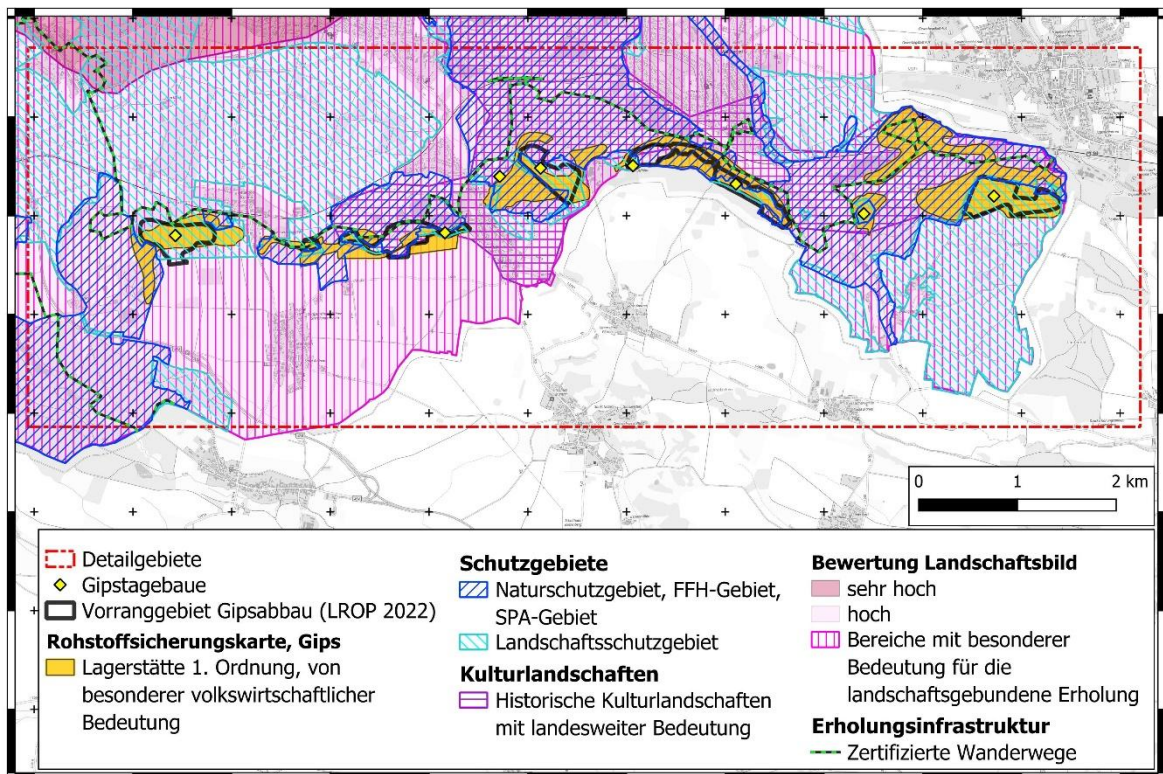 0 1 2 km
Detailgebiete
Gipstagebaue
Vorranggebiet Gipsabbau (LROP 2022)
Rohstoffsicherungskarte, Gips
Lagerstätte 1. Ordnung, von
besonderer volkswirtschaftlicher
Bedeutung
Schutzgebiete
Naturschutzgebiet, FFH-Gebiet,
SPA-Gebiet
Landschaftsschutzgebiet
Kulturlandschaften
Historische Kulturlandschaften
mit landesweiter Bedeutung
Bewertung Landschaftsbild
sehr hoch
hoch
Bereiche mit besonderer
Bedeutung für die
landschaftsgebundene Erholung
Erholungsinfrastruktur
Zertifizierte Wanderwege